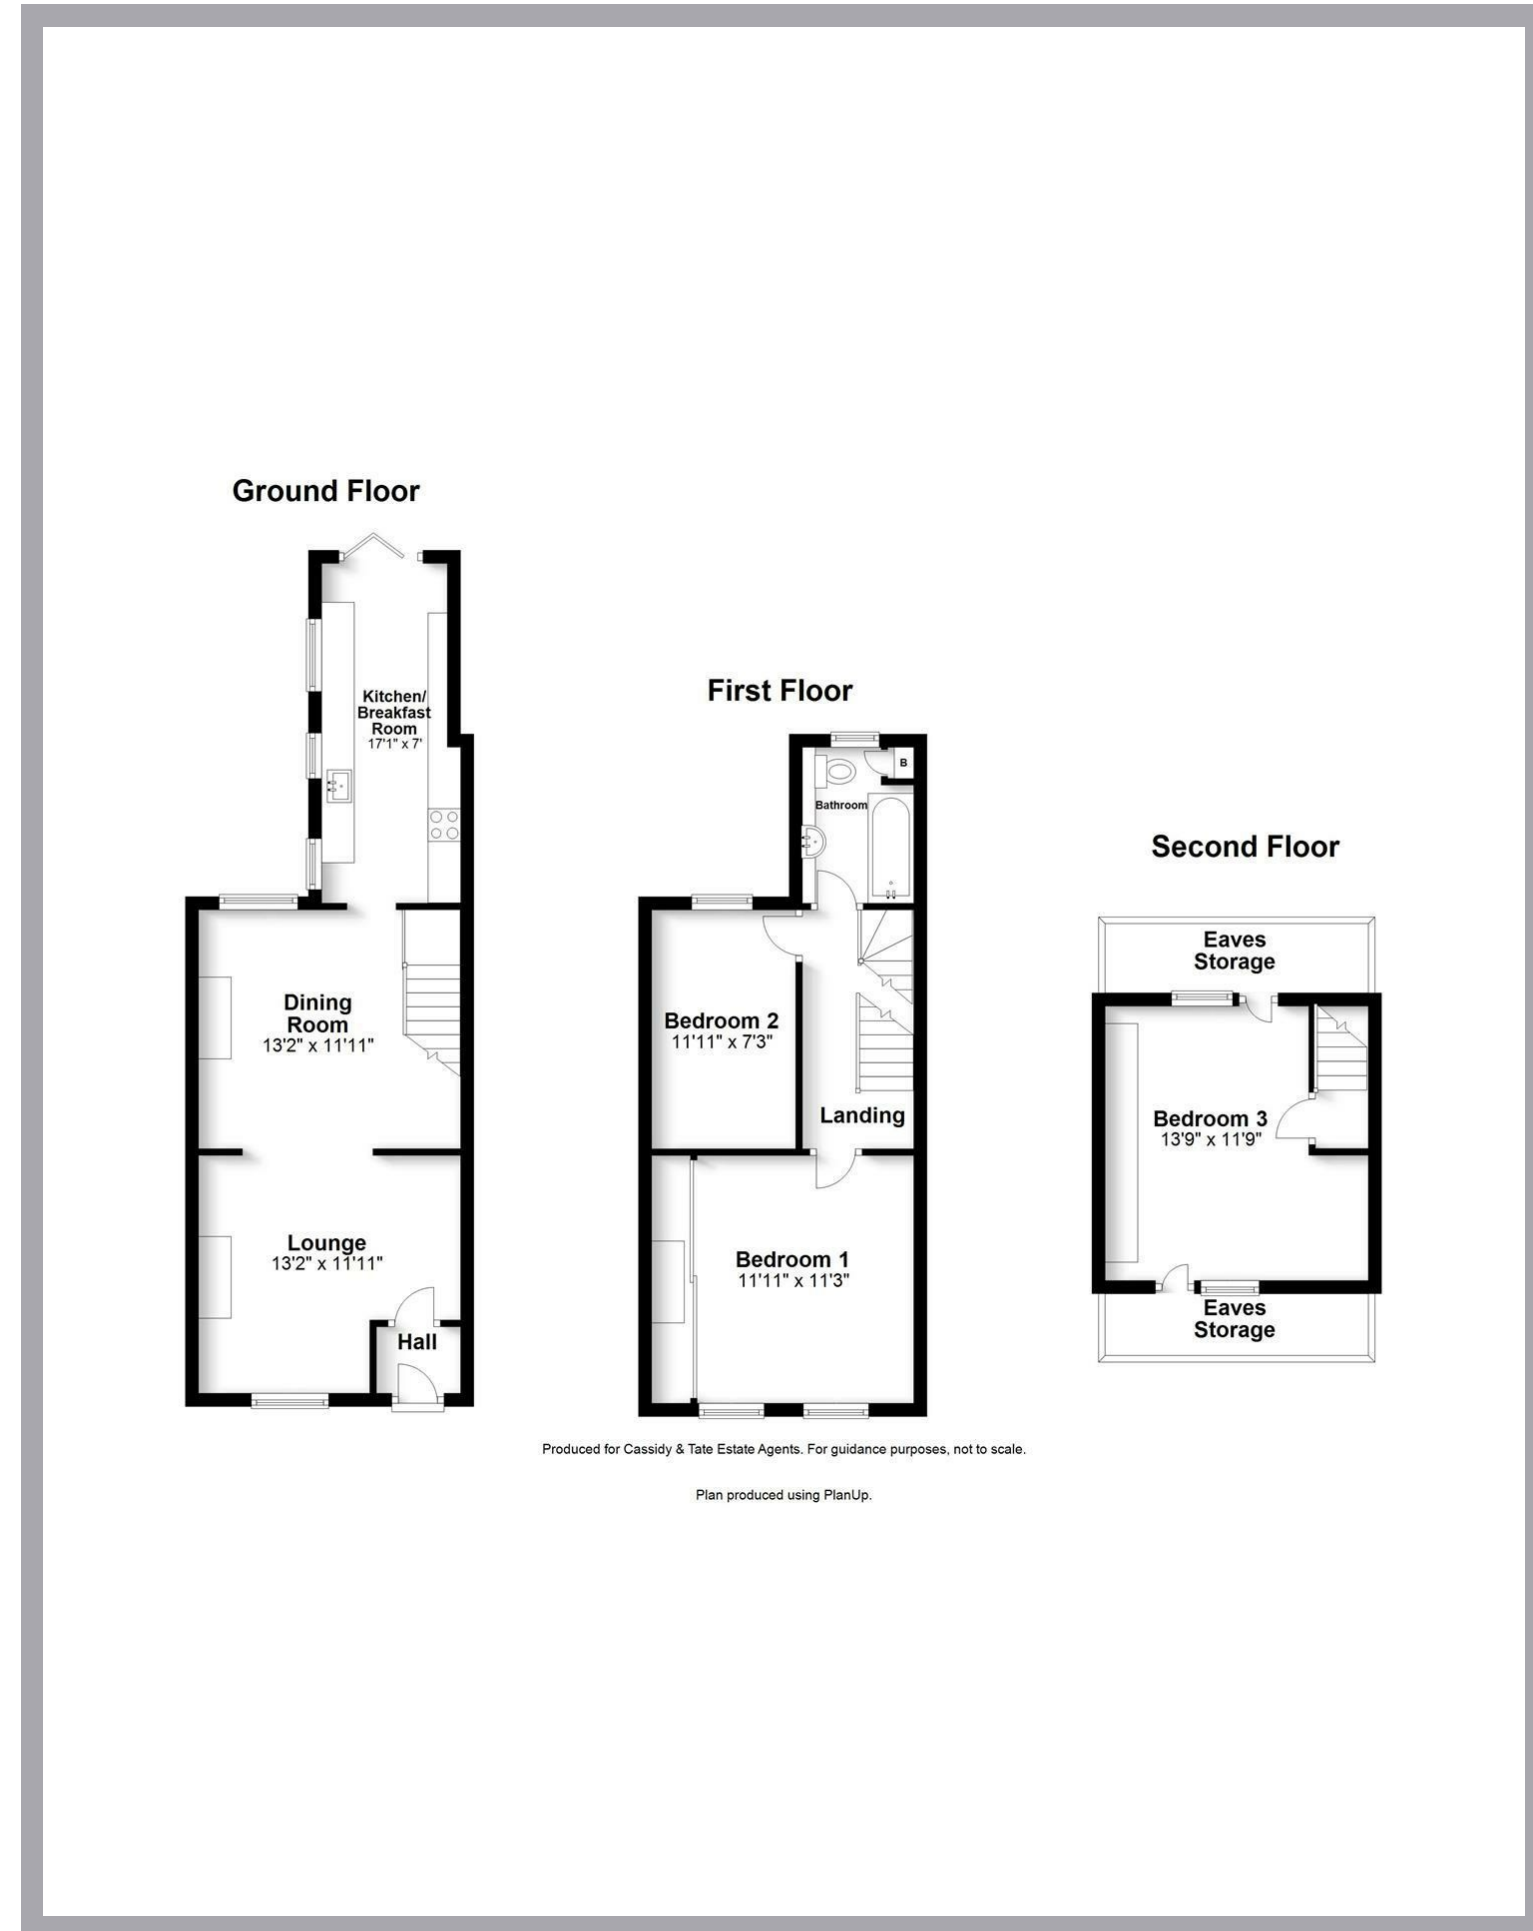 Ground Floor
Kitchen/
Breakfast
Room
17'1" x 7'
Dining
Room
13'2" x 11'11"
Lounge
13'2" x 11'11"
Hall
First Floor
B
Bathroom
Bedroom 2
11'11" x 7'3"
Landing
Bedroom 1
11'11" x 11'3"
Second Floor
Eaves
Storage
Bedroom 3
13'9" x 11'9"
Eaves
Storage
Produced for Cassidy & Tate Estate Agents. For guidance purposes, not to scale.
Plan produced using PlanUp.